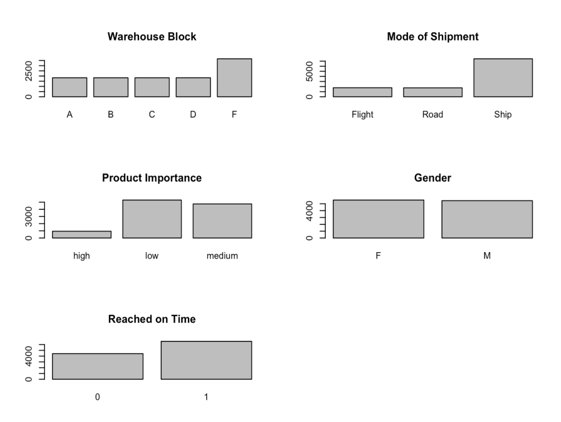 Warehouse Block
2500
0
A B C D F
Mode of Shipment
5000
0
Flight Road Ship
Product Importance
3000
0
high low medium
Gender
4000
0
F M
Reached on Time
4000
0
0 1